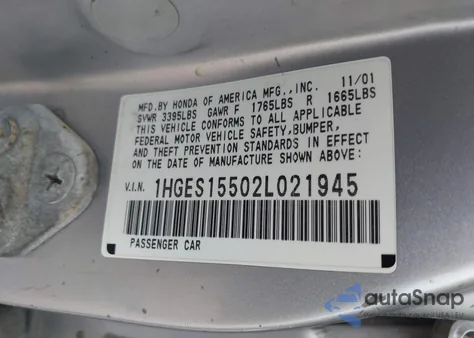 MFD.BY HONDA OF AMERICA MFG.,INC. 11/01
GVWR 3395LBS GAWR F 1765LBS R 1665LBS
THIS VEHICLE CONFORMS TO ALL APPLICABLE
FEDERAL MOTOR VEHICLE SAFETY,BUMPER,
AND THEFT PREVENTION STANDARDS IN EFFECT
ON THE DATE OF MANUFACTURE SHOWN ABOVE:
V.I.N. 1HGES15502L021945
PASSENGER CAR
autoSnap